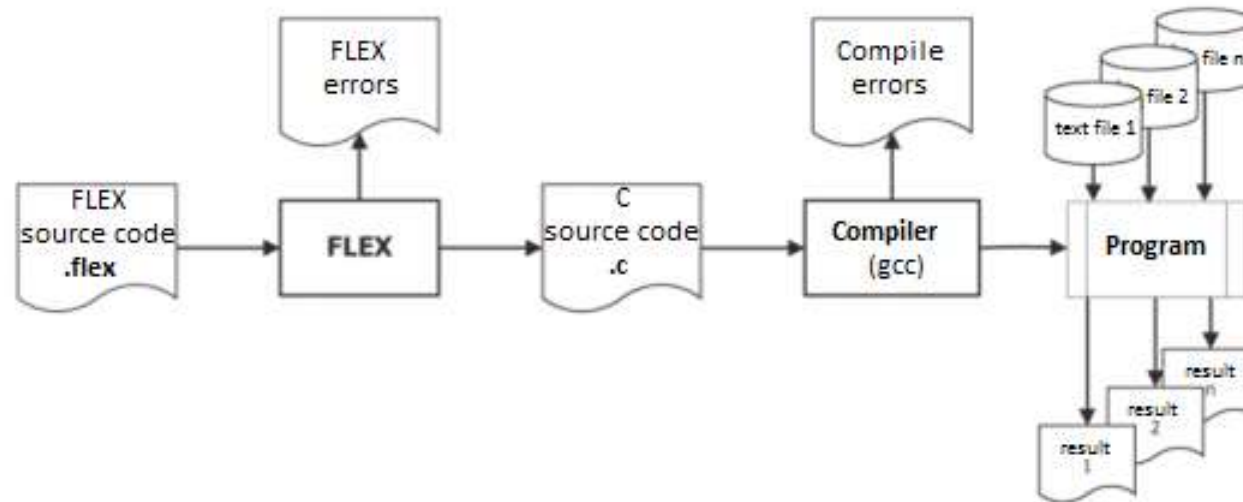 FLEX
errors
Compile
errors
file n
file 2
text file 1
FLEX
source code
.flex
FLEX
C
source code
.c
Compiler
(gcc)
Program
result
n
result
2
result
1